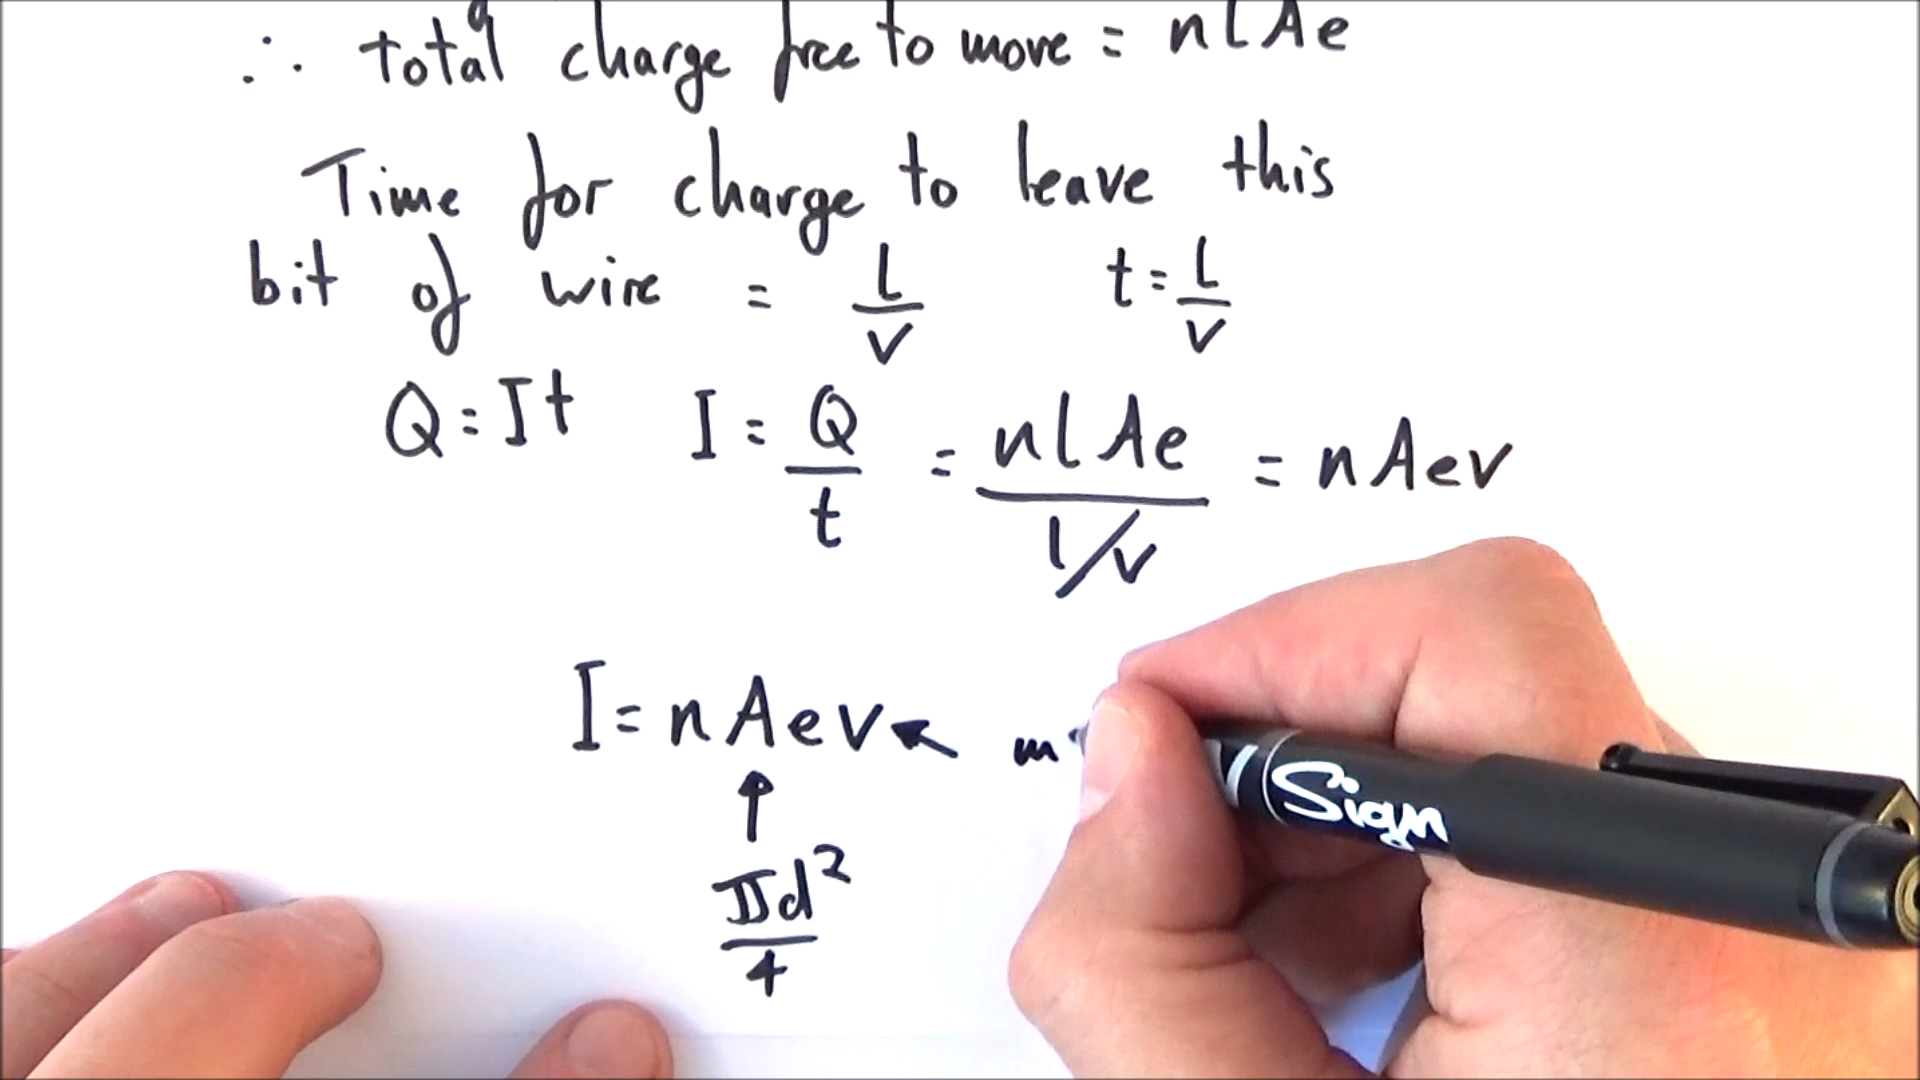 ∴ total charge free to move = nlAe
Time for charge to leave this
bit of wire = l/v t = l/v
Q = It I = Q/t = nlAe/(l/v) = nAev
I = nAev ↖ m
↑
πd²/4
Sign